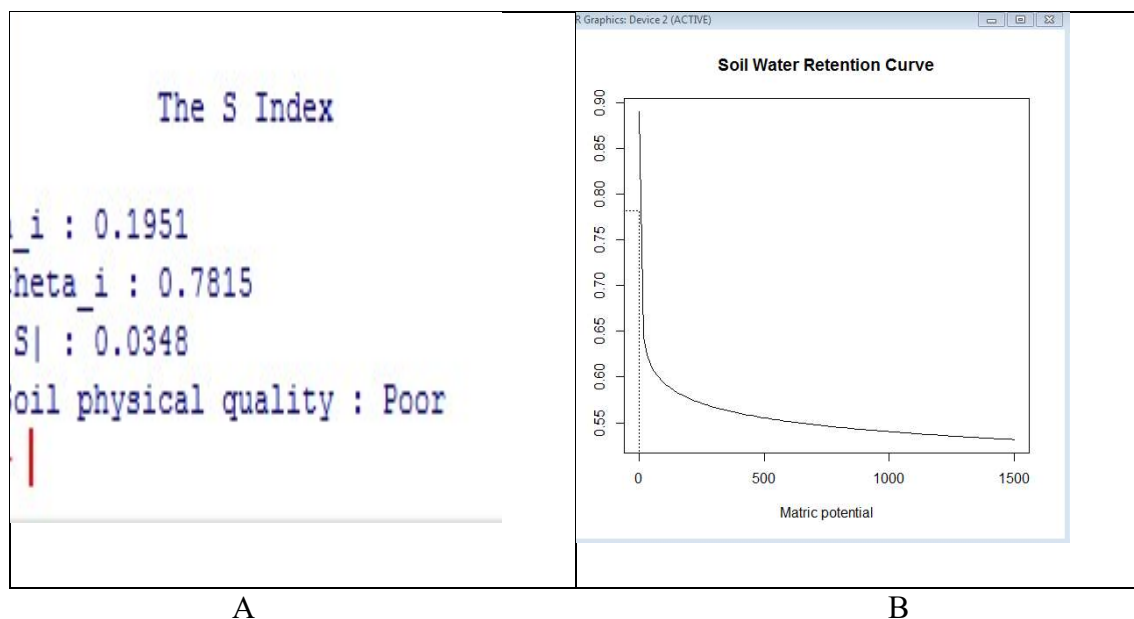 The S Index
_i : 0.1951
heta_i : 0.7815
S| : 0.0348
oil physical quality : Poor
R Graphics: Device 2 (ACTIVE)
Soil Water Retention Curve
0.90
0.85
0.80
0.75
0.70
0.65
0.60
0.55
0 500 1000 1500
Matric potential
A B